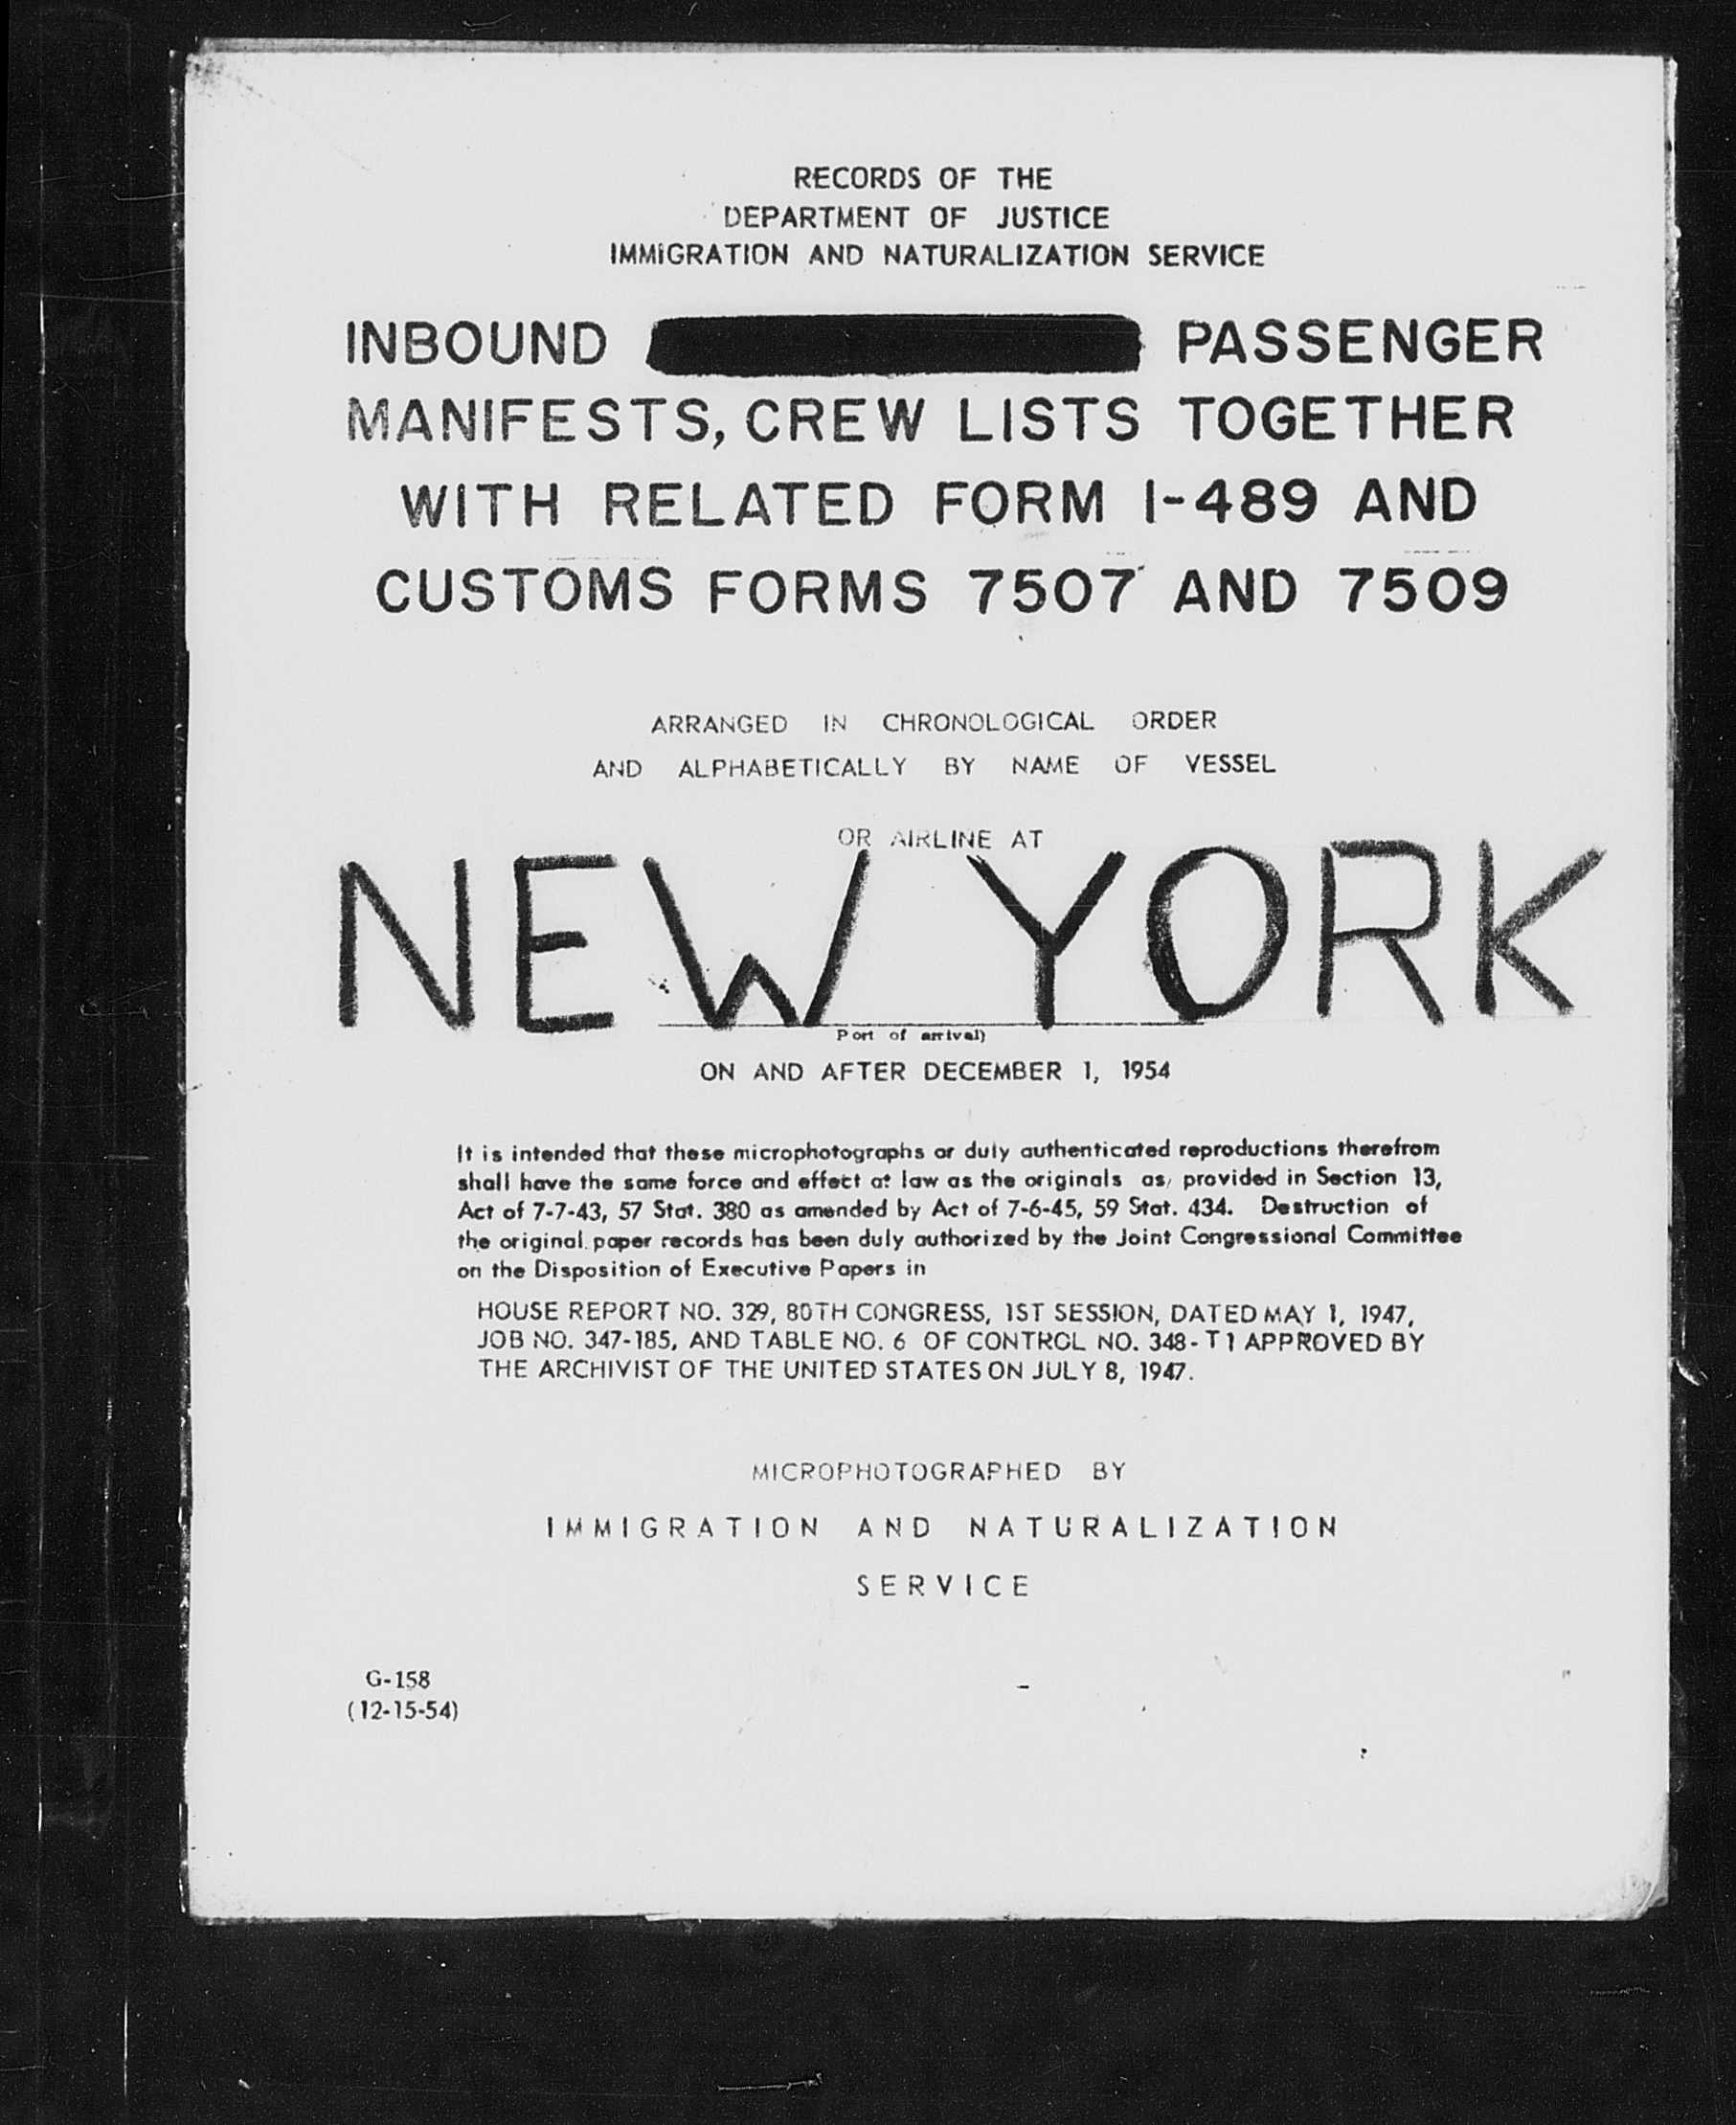 RECORDS OF THE
DEPARTMENT OF JUSTICE
IMMIGRATION AND NATURALIZATION SERVICE
INBOUND PASSENGER
MANIFESTS, CREW LISTS TOGETHER
WITH RELATED FORM I-489 AND
CUSTOMS FORMS 7507 AND 7509
ARRANGED IN CHRONOLOGICAL ORDER
AND ALPHABETICALLY BY NAME OF VESSEL
OR AIRLINE AT
NEW YORK
Port of arrival)
ON AND AFTER DECEMBER 1, 1954
It is intended that these microphotographs or duly authenticated reproductions therefrom
shall have the same force and effect at law as the originals as, provided in Section 13,
Act of 7-7-43, 57 Stat. 380 as amended by Act of 7-6-45, 59 Stat. 434. Destruction of
the original paper records has been duly authorized by the Joint Congressional Committee
on the Disposition of Executive Papers in
HOUSE REPORT NO. 329, 80TH CONGRESS, 1ST SESSION, DATED MAY 1, 1947,
JOB NO. 347-185, AND TABLE NO. 6 OF CONTROL NO. 348-T1 APPROVED BY
THE ARCHIVIST OF THE UNITED STATES ON JULY 8, 1947.
MICROPHOTOGRAPHED BY
IMMIGRATION AND NATURALIZATION
SERVICE
G-158
(12-15-54)